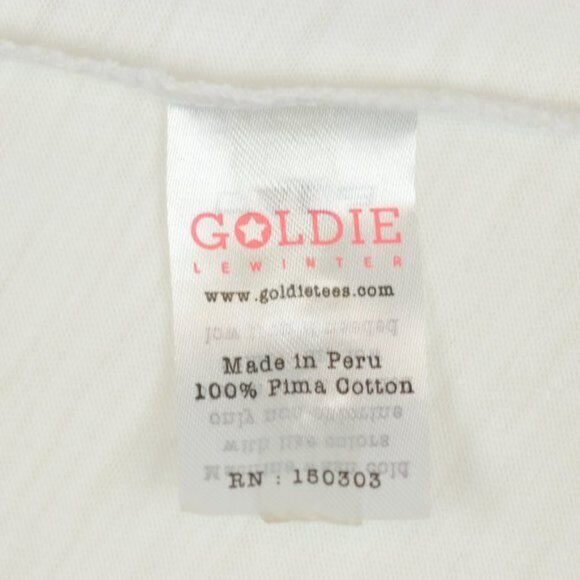 GOLDIE
LEWINTER
www.goldietees.com
Made in Peru
100% Pima Cotton
RN : 150303